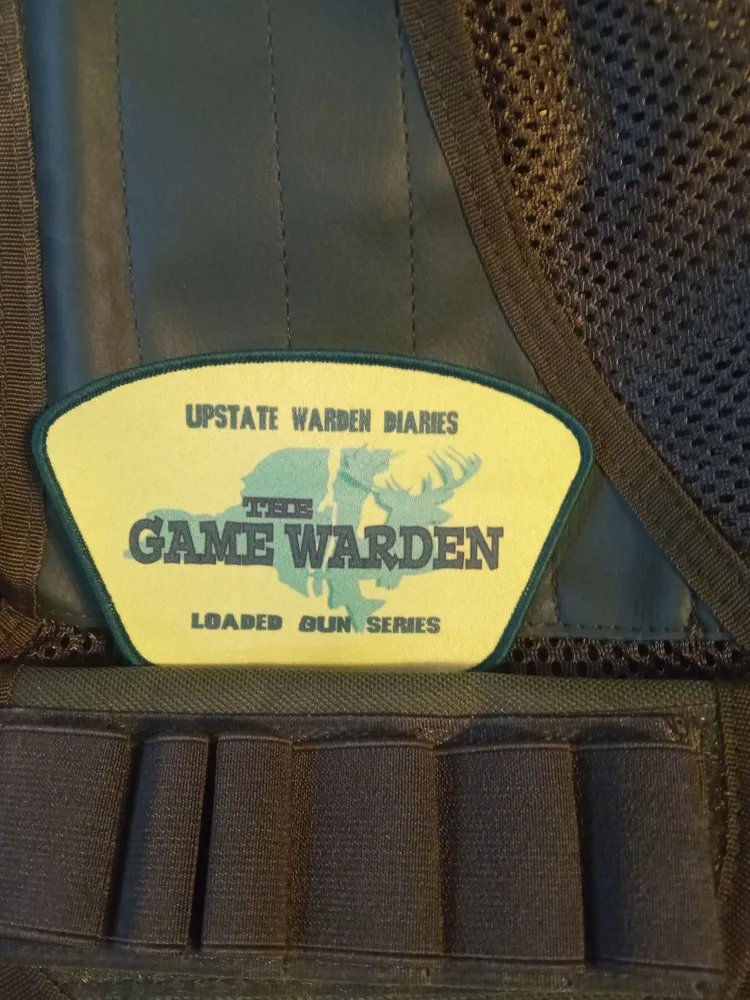 UPSTATE WARDEN DIARIES
THE
GAME WARDEN
LOADED GUN SERIES